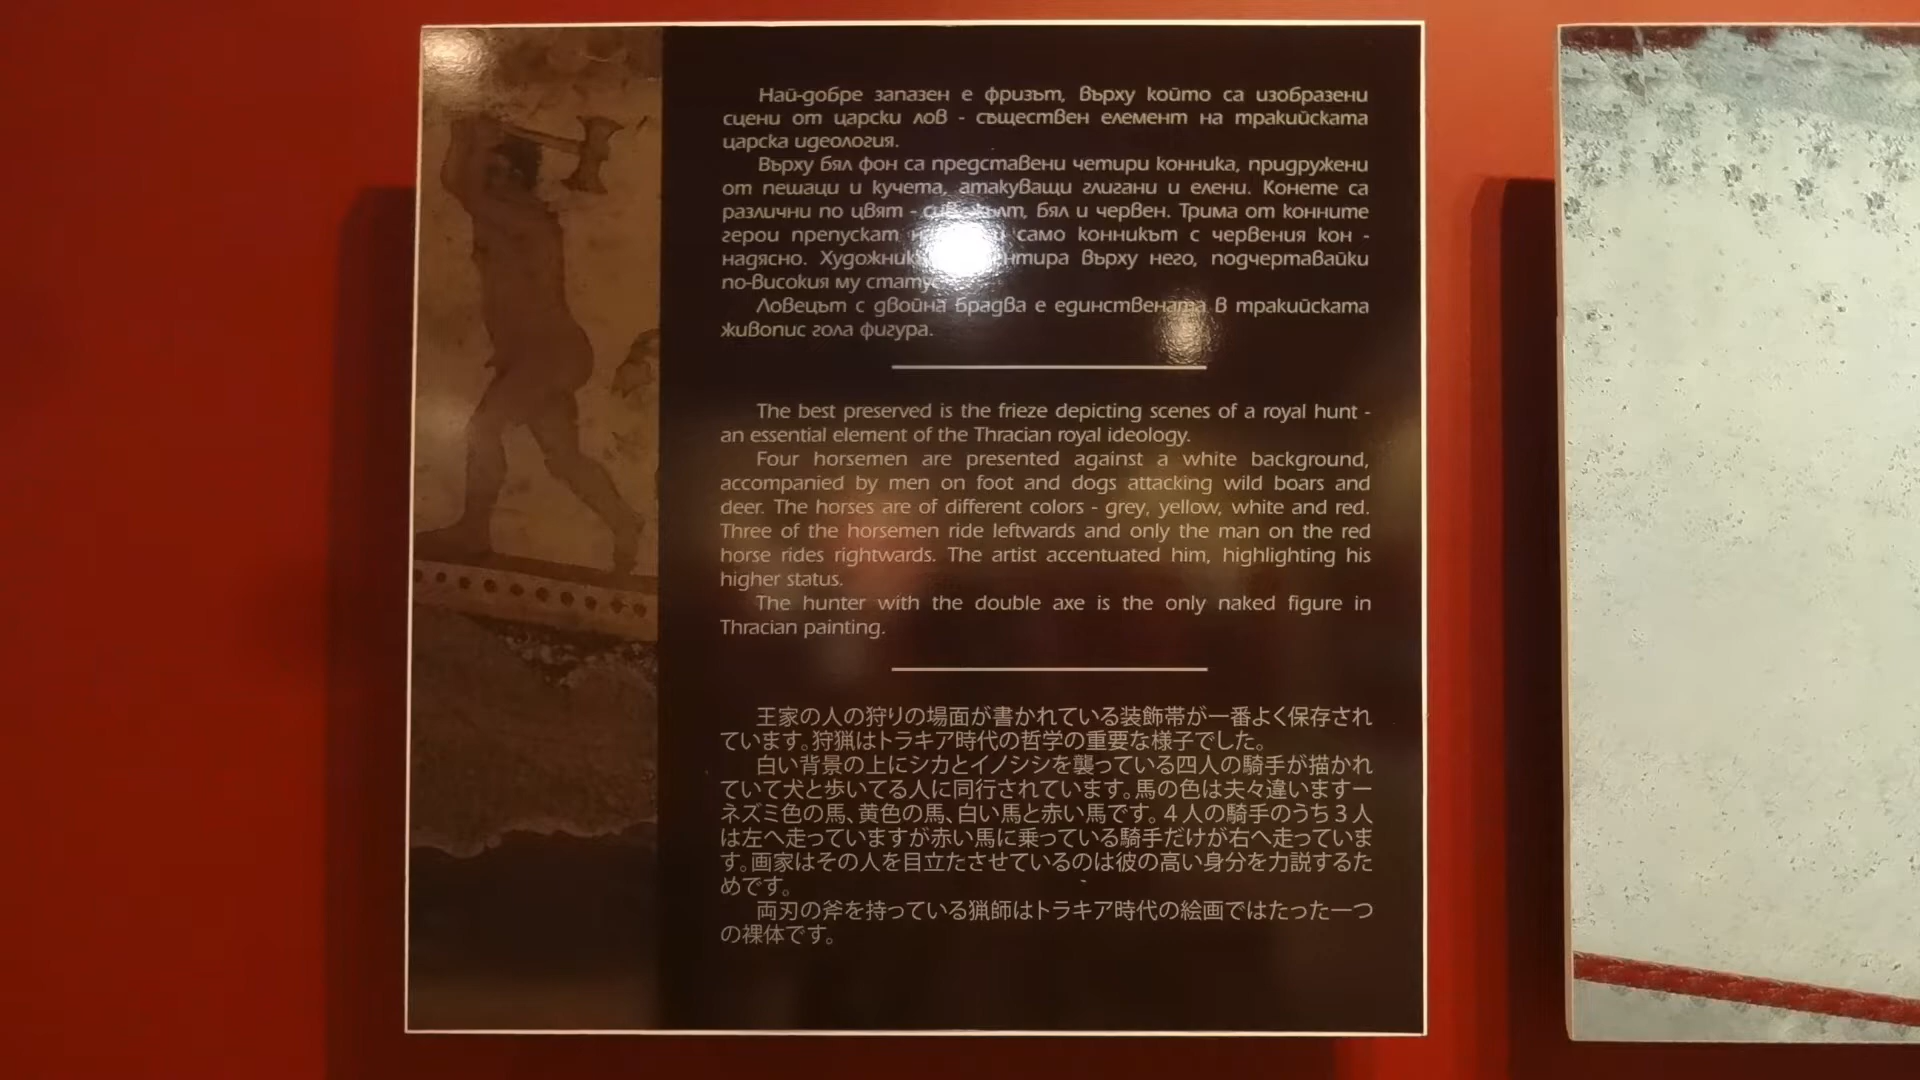 Най-добре запазен е фризът, върху който са изобразени
сцени от царски лов - съществен елемент на тракийската
царска идеология.
Върху бял фон са представени четири конника, придружени
от пешаци и кучета, атакуващи глигани и елени. Конете са
различни по цвят - бял и червен. Трима от конните
герои препускат само конникът с червения кон -
надясно. върху него, подчертавайки
по-високия му
Ловецът с двойна брадва е единствената в тракийската
живопис гола фигура.
The best preserved is the frieze depicting scenes of a royal hunt -
an essential element of the Thracian royal ideology.
Four horsemen are presented against a white background,
accompanied by men on foot and dogs attacking wild boars and
deer. The horses are of different colors - grey, yellow, white and red.
Three of the horsemen ride leftwards and only the man on the red
horse rides rightwards. The artist accentuated him, highlighting his
higher status.
The hunter with the double axe is the only naked figure in
Thracian painting.
王家の人の狩りの場面が書かれている装飾帯が一番よく保存され
ています。狩猟はトラキア時代の哲学の重要な様子でした。
白い背景の上にシカとイノシシを襲っている四人の騎手が描かれ
ていて犬と歩いてる人に同行されています。馬の色は夫々違いますー
ネズミ色の馬、黄色の馬、白い馬と赤い馬です。４人の騎手のうち３人
は左へ走っていますが赤い馬に乗っている騎手だけが右へ走っていま
す。画家はその人を目立たさせているのは彼の高い身分を力説するた
めです。
両刃の斧を持っている猟師はトラキア時代の絵画ではたった一つ
の裸体です。